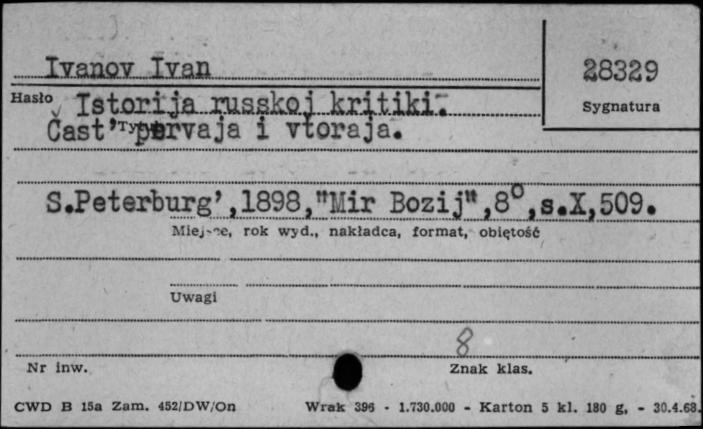 Ivanov Ivan
28329
Hasło
Sygnatura
Istorija russkoj kritiki.
Čast' pervaja i vtoraja.
S.Peterburg',1898,"Mir Bozij",8°,s.X,509.
Miejsce, rok wyd., nakładca, format, objętość
Uwagi
8
Nr inw.
Znak klas.
CWD B 15a Zam. 452/DW/On
Wrak 396 - 1.730.000 - Karton 5 kl. 180 g, - 30.4.68.